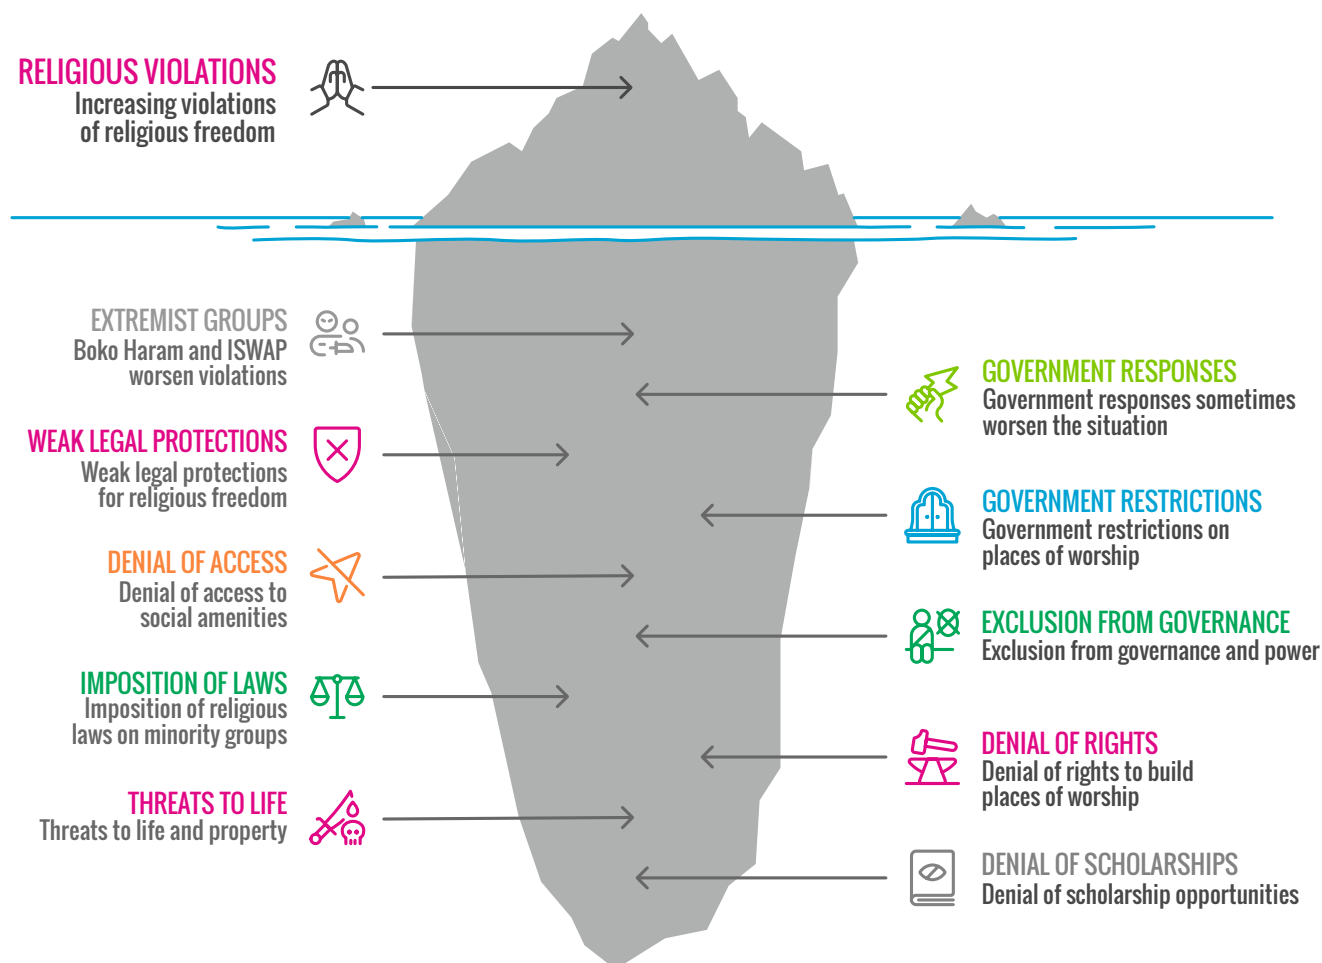 RELIGIOUS VIOLATIONS
Increasing violations
of religious freedom
EXTREMIST GROUPS
Boko Haram and ISWAP
worsen violations
GOVERNMENT RESPONSES
Government responses sometimes
worsen the situation
WEAK LEGAL PROTECTIONS
Weak legal protections
for religious freedom
GOVERNMENT RESTRICTIONS
Government restrictions on
places of worship
DENIAL OF ACCESS
Denial of access to
social amenities
EXCLUSION FROM GOVERNANCE
Exclusion from governance and power
IMPOSITION OF LAWS
Imposition of religious
laws on minority groups
DENIAL OF RIGHTS
Denial of rights to build
places of worship
THREATS TO LIFE
Threats to life and property
DENIAL OF SCHOLARSHIPS
Denial of scholarship opportunities